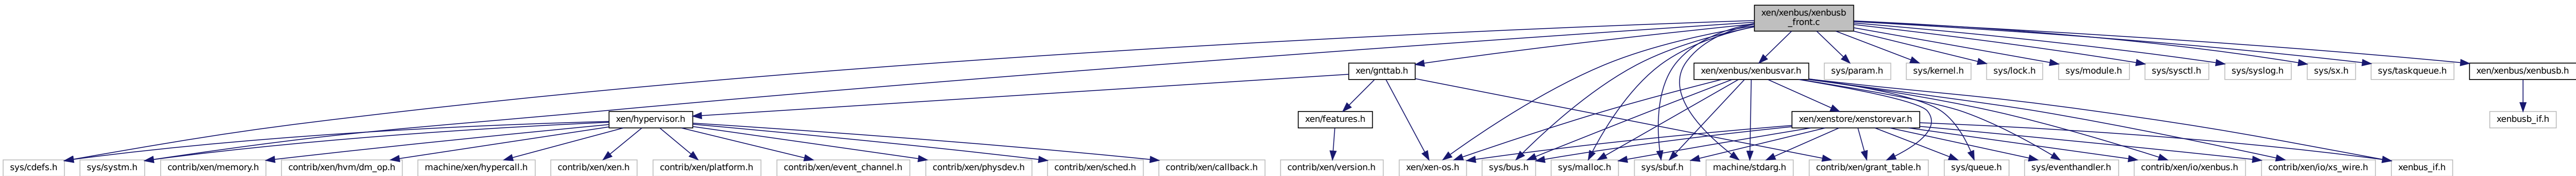 xen/xenbus/xenbusb
_front.c
xen/gnttab.h
xen/xenbus/xenbusvar.h
sys/param.h
sys/kernel.h
sys/lock.h
sys/module.h
sys/sysctl.h
sys/syslog.h
sys/sx.h
sys/taskqueue.h
xen/xenbus/xenbusb.h
xen/hypervisor.h
xen/features.h
xen/xenstore/xenstorevar.h
xenbusb_if.h
sys/cdefs.h
sys/systm.h
contrib/xen/memory.h
contrib/xen/hvm/dm_op.h
machine/xen/hypercall.h
contrib/xen/xen.h
contrib/xen/platform.h
contrib/xen/event_channel.h
contrib/xen/physdev.h
contrib/xen/sched.h
contrib/xen/callback.h
contrib/xen/version.h
xen/xen-os.h
sys/bus.h
sys/malloc.h
sys/sbuf.h
machine/stdarg.h
contrib/xen/grant_table.h
sys/queue.h
sys/eventhandler.h
contrib/xen/io/xenbus.h
contrib/xen/io/xs_wire.h
xenbus_if.h